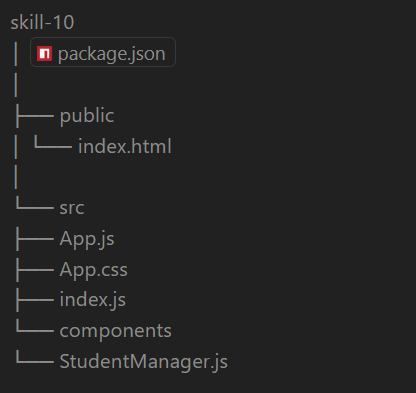 skill-10
│ package.json
│
├── public
│ └── index.html
│
└── src
├── App.js
├── App.css
├── index.js
└── components
└── StudentManager.js